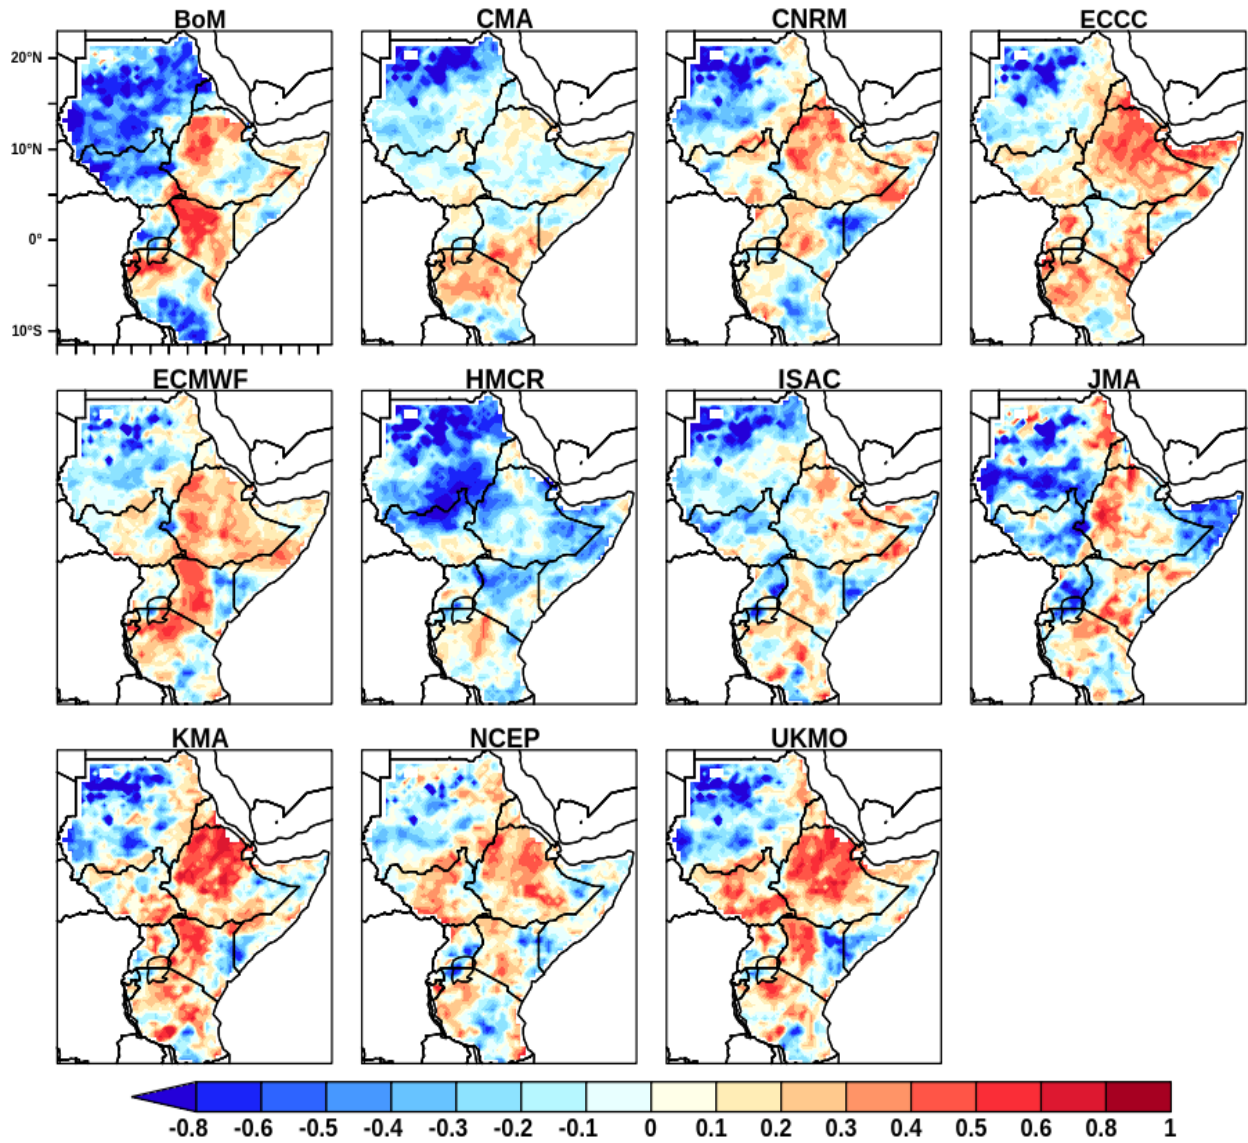 BoM CMA CNRM ECCC
20°N
10°N
0°
10°S
ECMWF HMCR ISAC JMA
KMA NCEP UKMO
-0.8 -0.6 -0.5 -0.4 -0.3 -0.2 -0.1 0 0.1 0.2 0.3 0.4 0.5 0.6 0.8 1